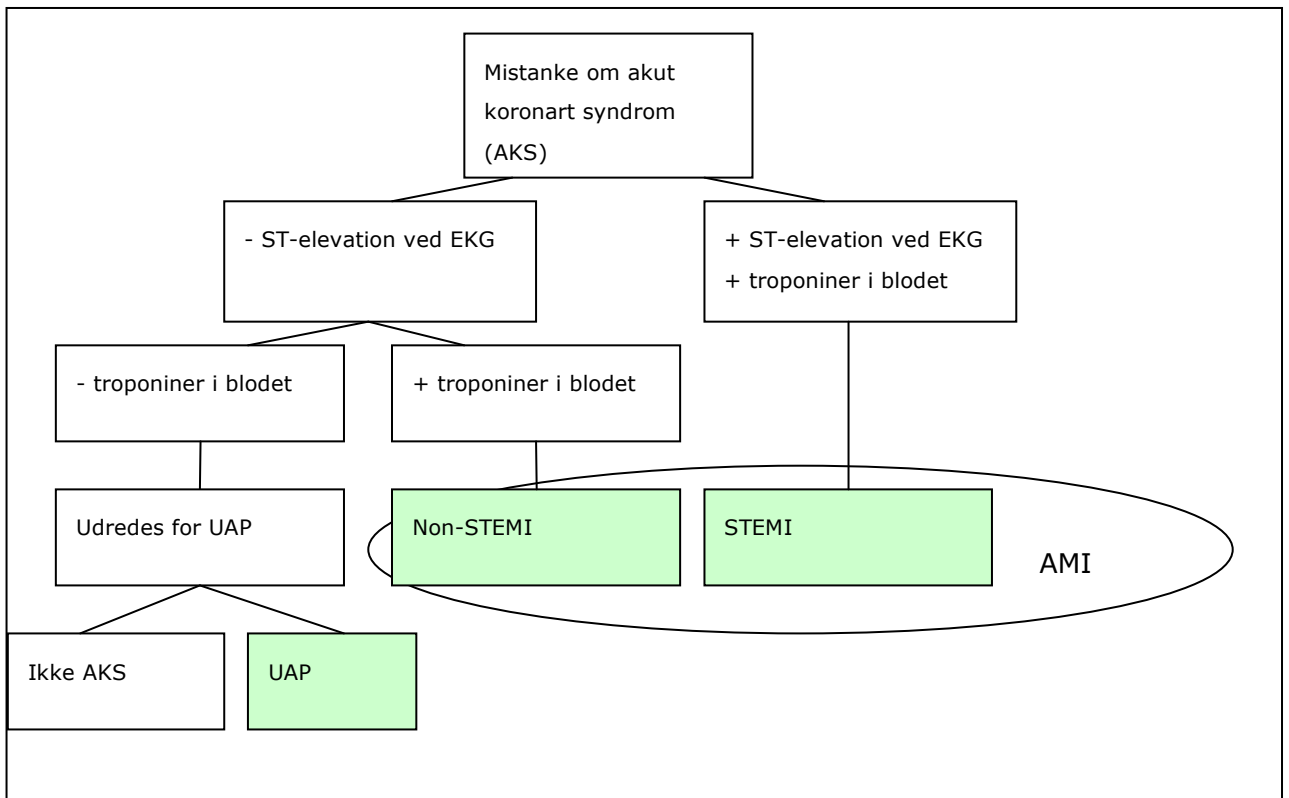 Mistanke om akut
koronart syndrom
(AKS)
- ST-elevation ved EKG
+ ST-elevation ved EKG
+ troponiner i blodet
- troponiner i blodet
+ troponiner i blodet
Udredes for UAP
Non-STEMI
STEMI
AMI
Ikke AKS
UAP